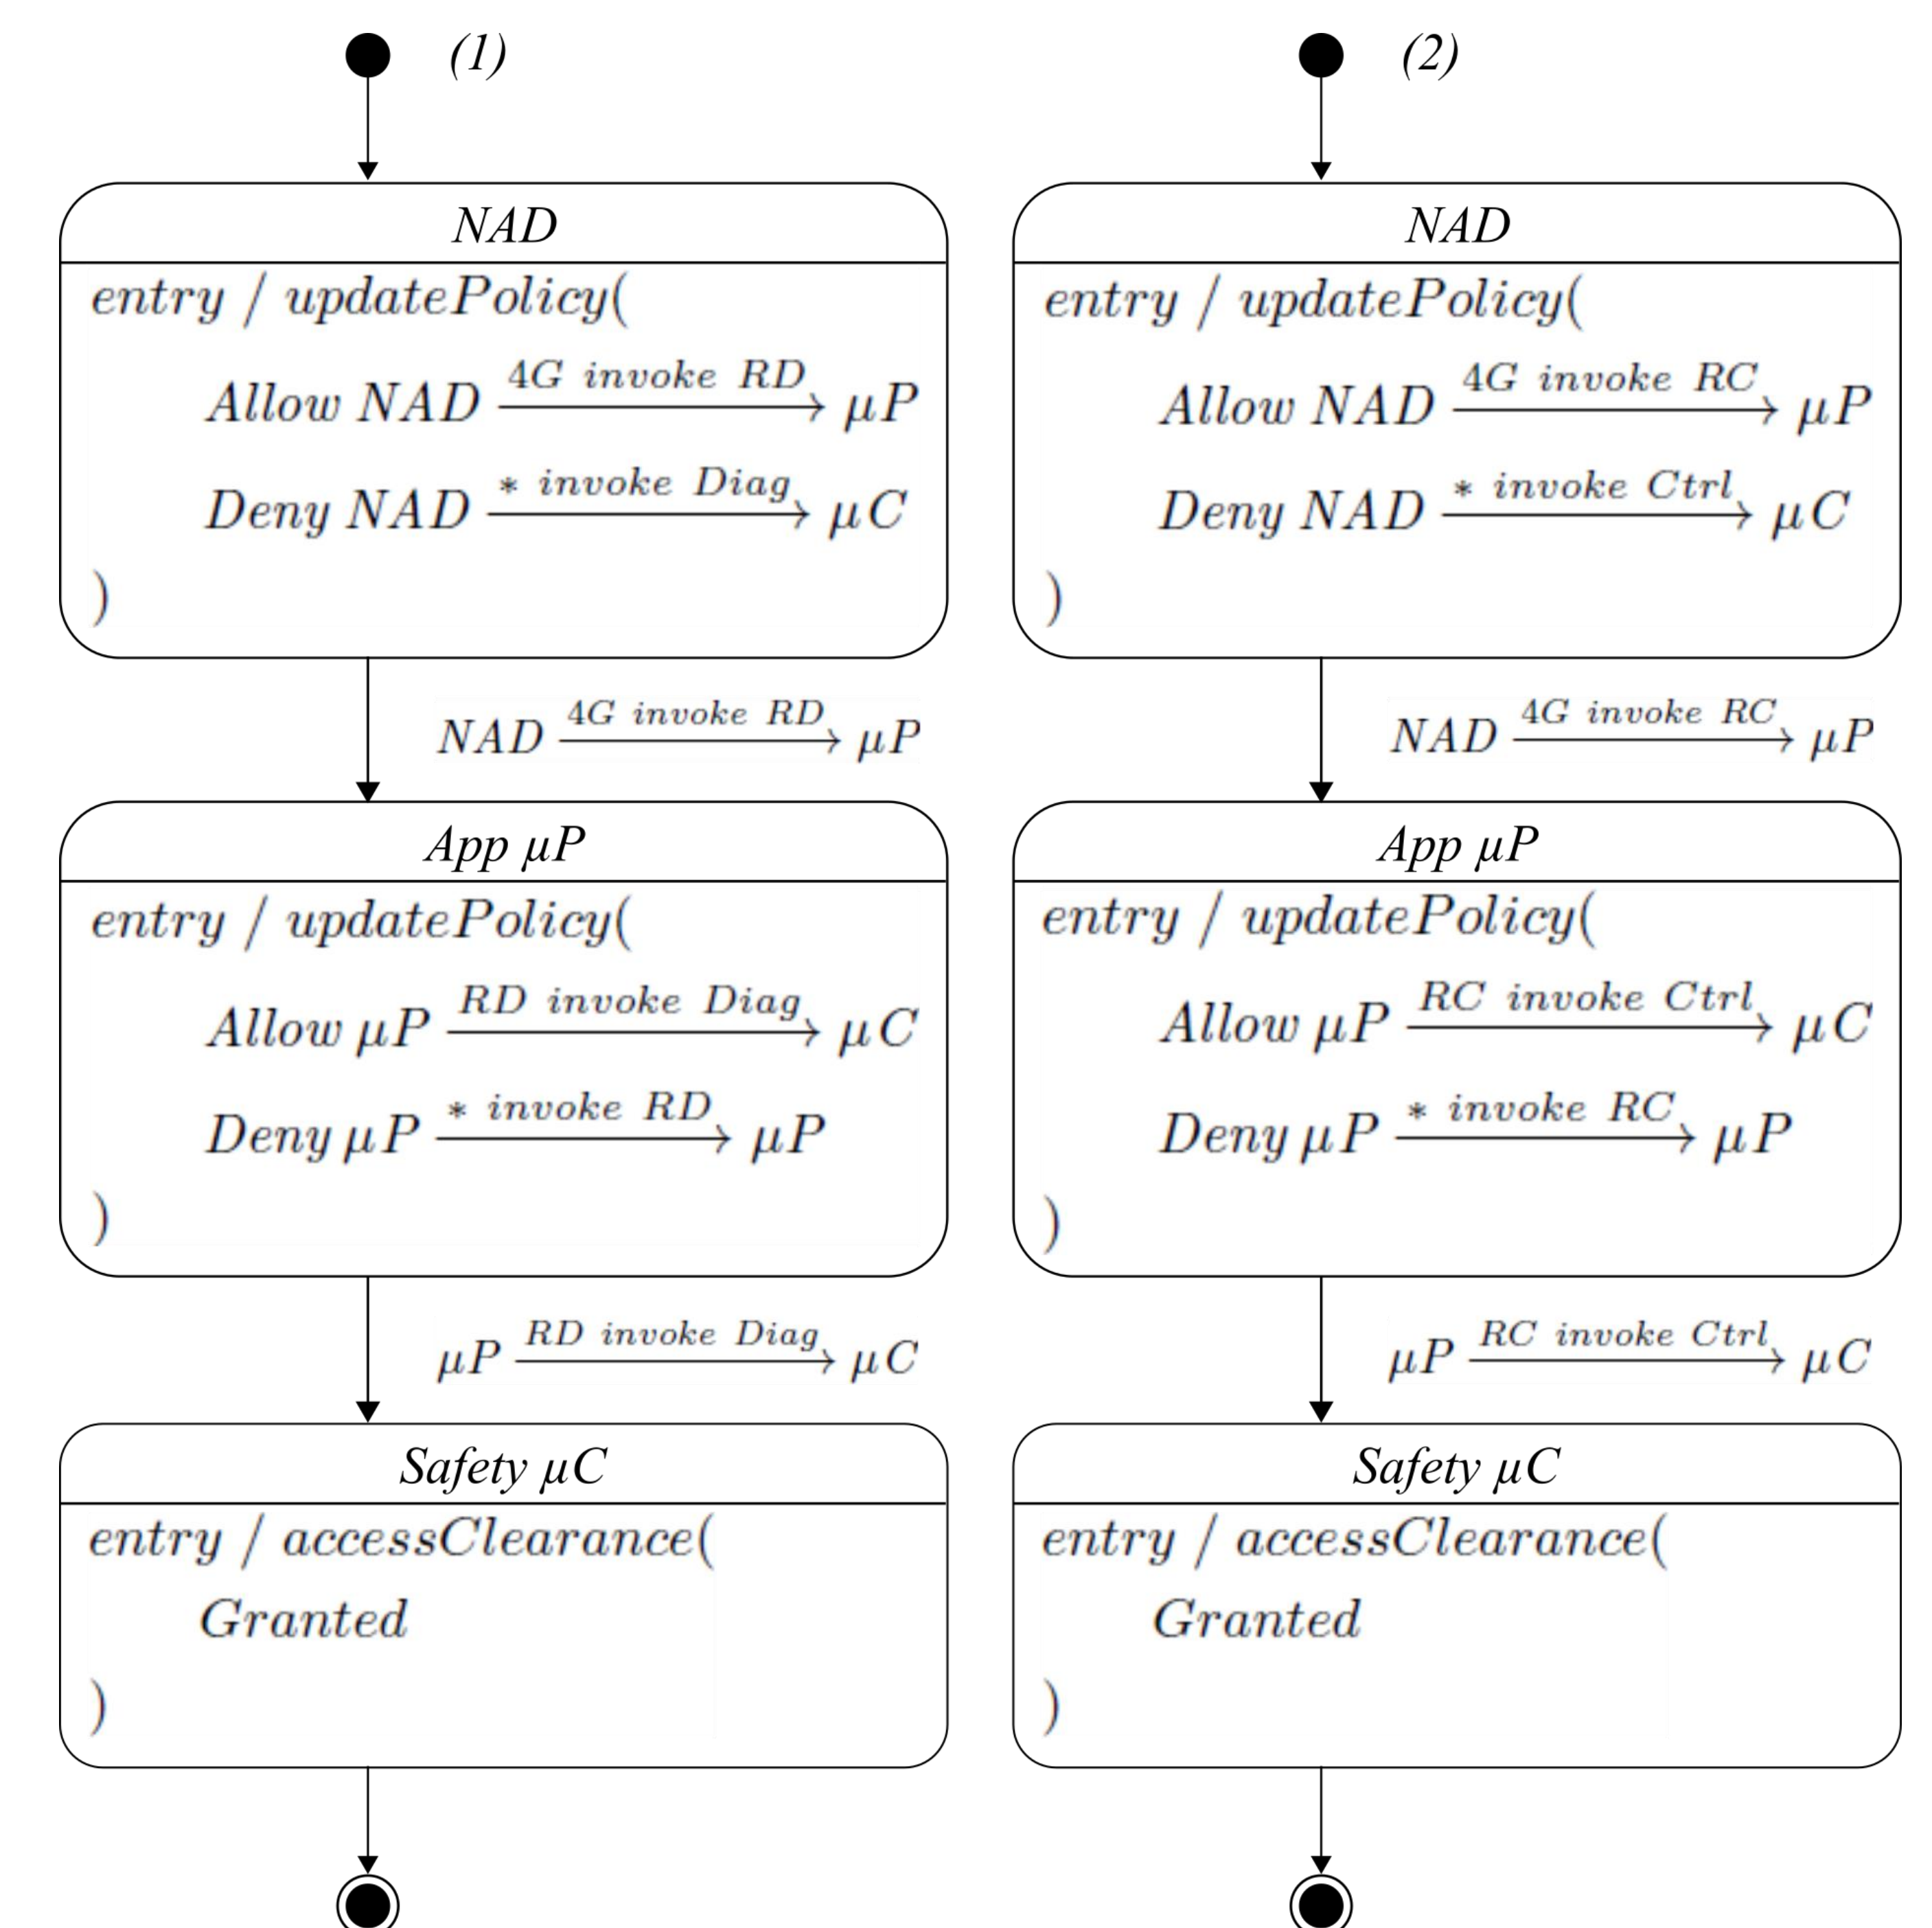 (1)
NAD
entry / updatePolicy(
Allow NAD 4G invoke RD → μP
Deny NAD * invoke Diag → μC
)
NAD 4G invoke RD → μP
App μP
entry / updatePolicy(
Allow μP RD invoke Diag → μC
Deny μP * invoke RD → μP
)
μP RD invoke Diag → μC
Safety μC
entry / accessClearance(
Granted
)
(2)
NAD
entry / updatePolicy(
Allow NAD 4G invoke RC → μP
Deny NAD * invoke Ctrl → μC
)
NAD 4G invoke RC → μP
App μP
entry / updatePolicy(
Allow μP RC invoke Ctrl → μC
Deny μP * invoke RC → μP
)
μP RC invoke Ctrl → μC
Safety μC
entry / accessClearance(
Granted
)